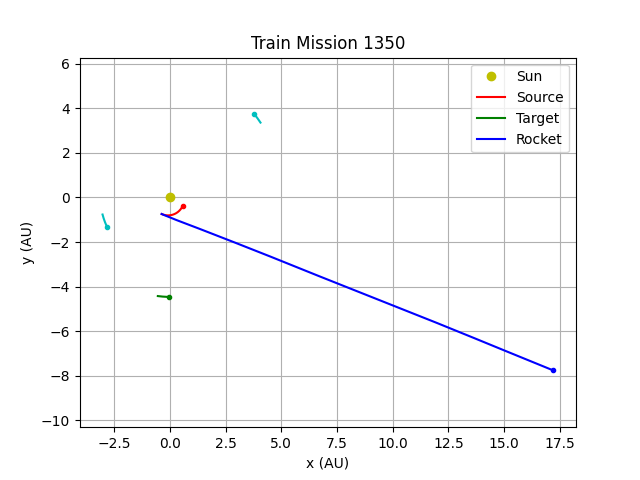 Train Mission 1350
6
4
2
0
−2
−4
−6
−8
−10
y (AU)
Sun
Source
Target
Rocket
−2.5 0.0 2.5 5.0 7.5 10.0 12.5 15.0 17.5
x (AU)